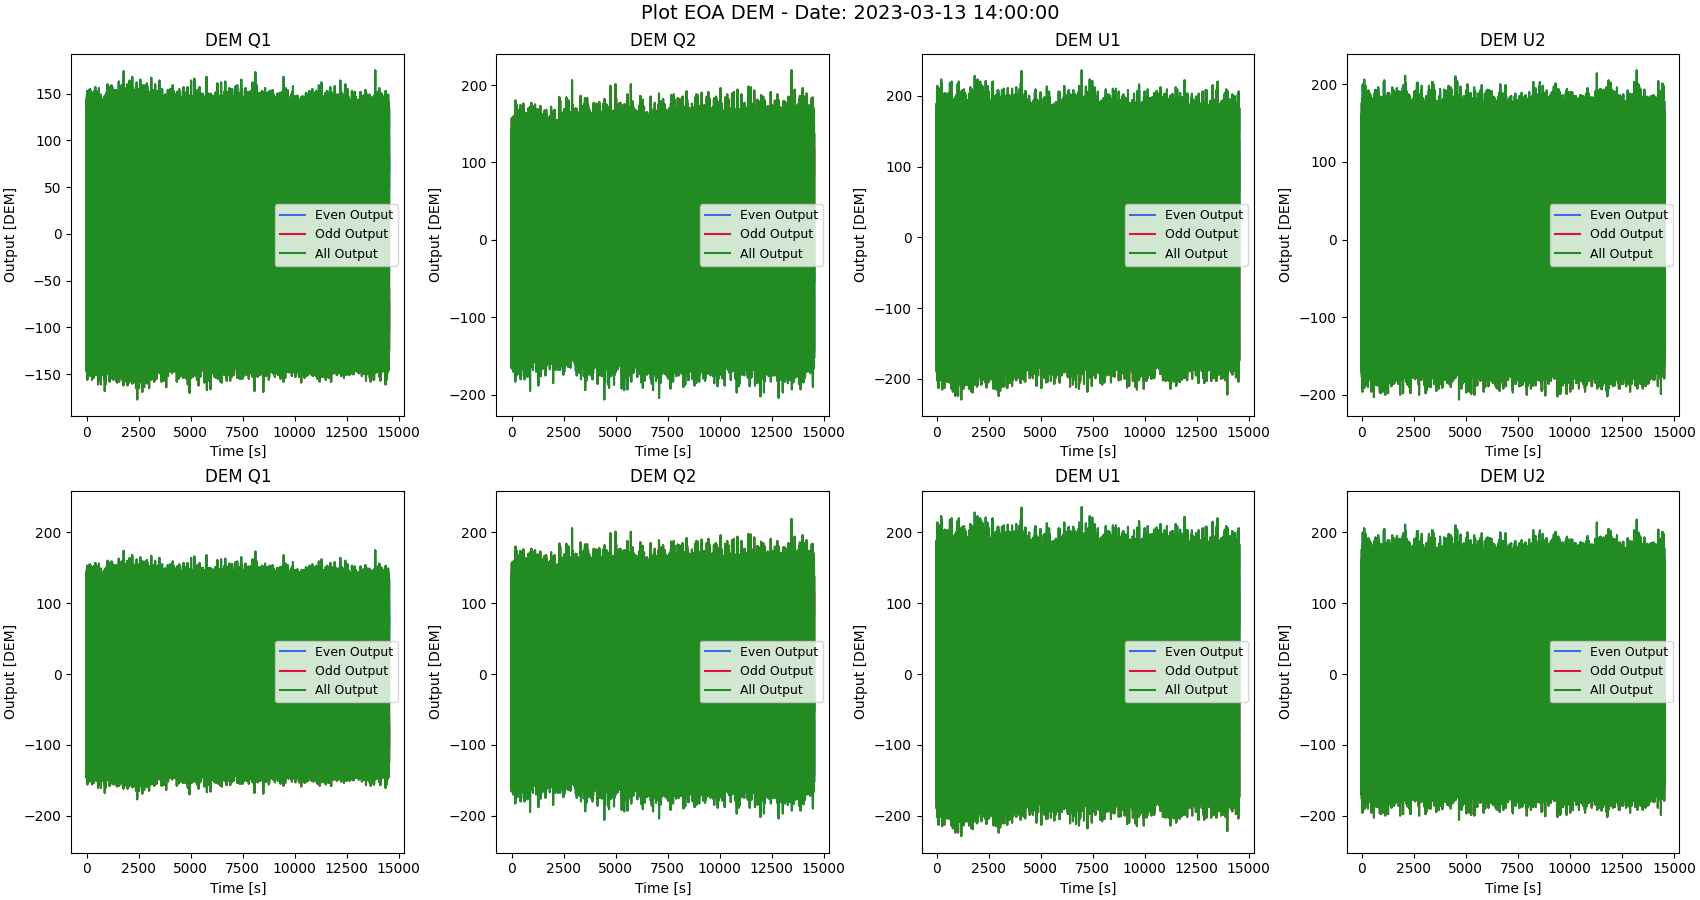 Plot EOA DEM - Date: 2023-03-13 14:00:00
DEM Q1
Output [DEM]
150
100
50
0
−50
−100
−150
Even Output
Odd Output
All Output
0 2500 5000 7500 10000 12500 15000
Time [s]
DEM Q2
Output [DEM]
200
100
0
−100
−200
Even Output
Odd Output
All Output
0 2500 5000 7500 10000 12500 15000
Time [s]
DEM U1
Output [DEM]
200
100
0
−100
−200
Even Output
Odd Output
All Output
0 2500 5000 7500 10000 12500 15000
Time [s]
DEM U2
Output [DEM]
200
100
0
−100
−200
Even Output
Odd Output
All Output
0 2500 5000 7500 10000 12500 15000
Time [s]
DEM Q1
Output [DEM]
200
100
0
−100
−200
Even Output
Odd Output
All Output
0 2500 5000 7500 10000 12500 15000
Time [s]
DEM Q2
Output [DEM]
200
100
0
−100
−200
Even Output
Odd Output
All Output
0 2500 5000 7500 10000 12500 15000
Time [s]
DEM U1
Output [DEM]
200
100
0
−100
−200
Even Output
Odd Output
All Output
0 2500 5000 7500 10000 12500 15000
Time [s]
DEM U2
Output [DEM]
200
100
0
−100
−200
Even Output
Odd Output
All Output
0 2500 5000 7500 10000 12500 15000
Time [s]